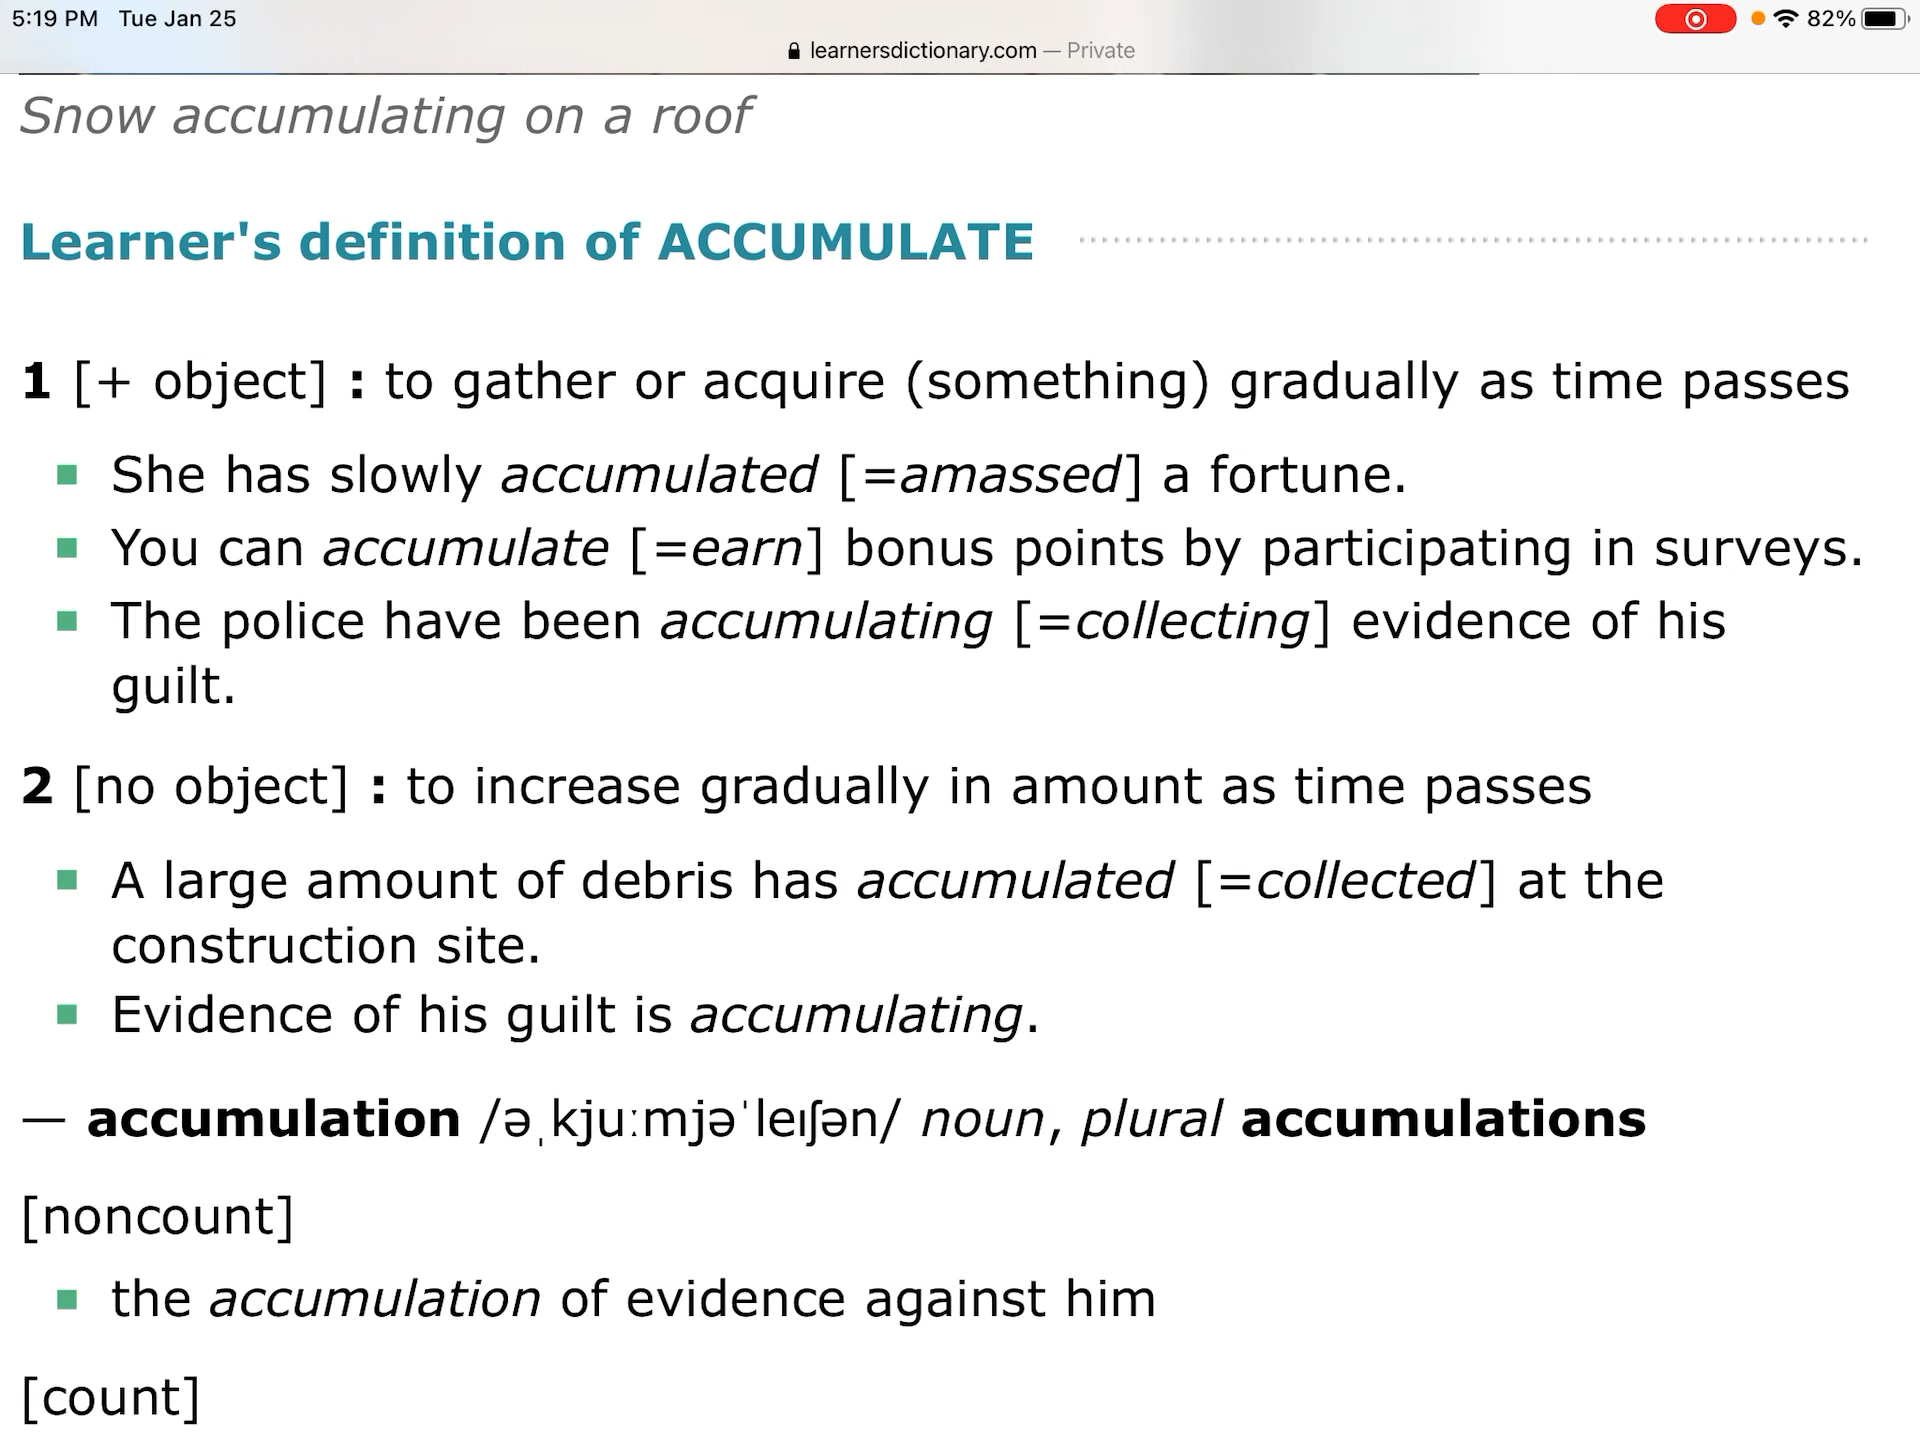 5:19 PM Tue Jan 25
82%
learnersdictionary.com — Private
Snow accumulating on a roof
Learner's definition of ACCUMULATE
1 [+ object] : to gather or acquire (something) gradually as time passes
She has slowly accumulated [=amassed] a fortune.
You can accumulate [=earn] bonus points by participating in surveys.
The police have been accumulating [=collecting] evidence of his
guilt.
2 [no object] : to increase gradually in amount as time passes
A large amount of debris has accumulated [=collected] at the
construction site.
Evidence of his guilt is accumulating.
— accumulation /əˌkjuːmjəˈleɪʃən/ noun, plural accumulations
[noncount]
the accumulation of evidence against him
[count]